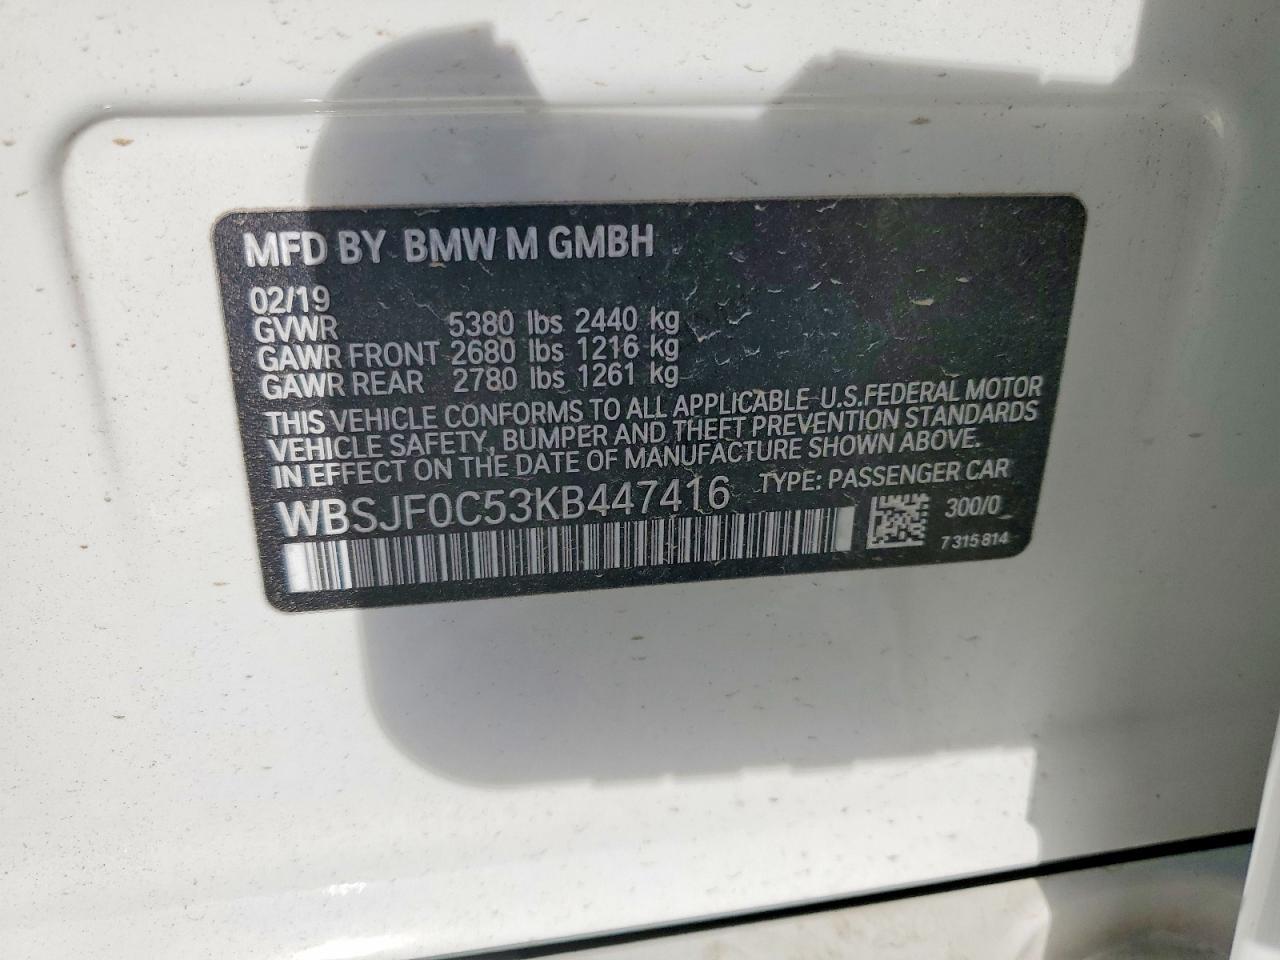 MFD BY BMW M GMBH
02/19
GVWR 5380 lbs 2440 kg
GAWR FRONT 2680 lbs 1216 kg
GAWR REAR 2780 lbs 1261 kg
THIS VEHICLE CONFORMS TO ALL APPLICABLE U.S.FEDERAL MOTOR
VEHICLE SAFETY, BUMPER AND THEFT PREVENTION STANDARDS
IN EFFECT ON THE DATE OF MANUFACTURE SHOWN ABOVE.
WBSJF0C53KB447416 TYPE: PASSENGER CAR
300/0_
7 315 814